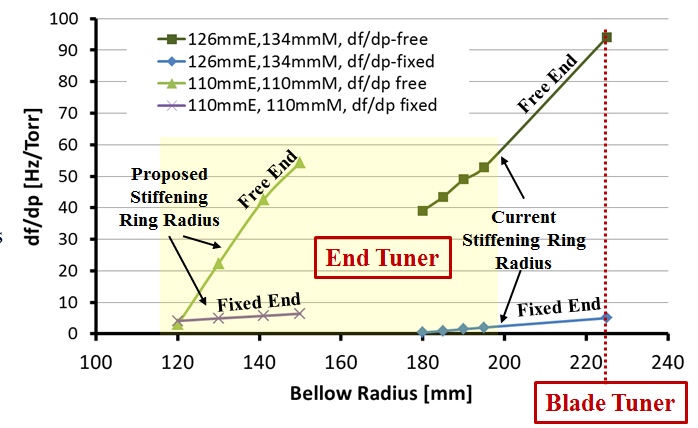 126mmE,134mmM, df/dp-free
126mmE,134mmM, df/dp-fixed
110mmE,110mmM, df/dp free
110mmE, 110mmM, df/dp fixed
100
90
80
70
60
50
40
30
20
10
0
df/dp [Hz/Torr]
Proposed
Stiffening
Ring Radius
Free End
Fixed End
End Tuner
Free End
Current
Stiffening Ring
Radius
Fixed End
100
120
140
160
180
200
220
240
Bellow Radius [mm]
Blade Tuner